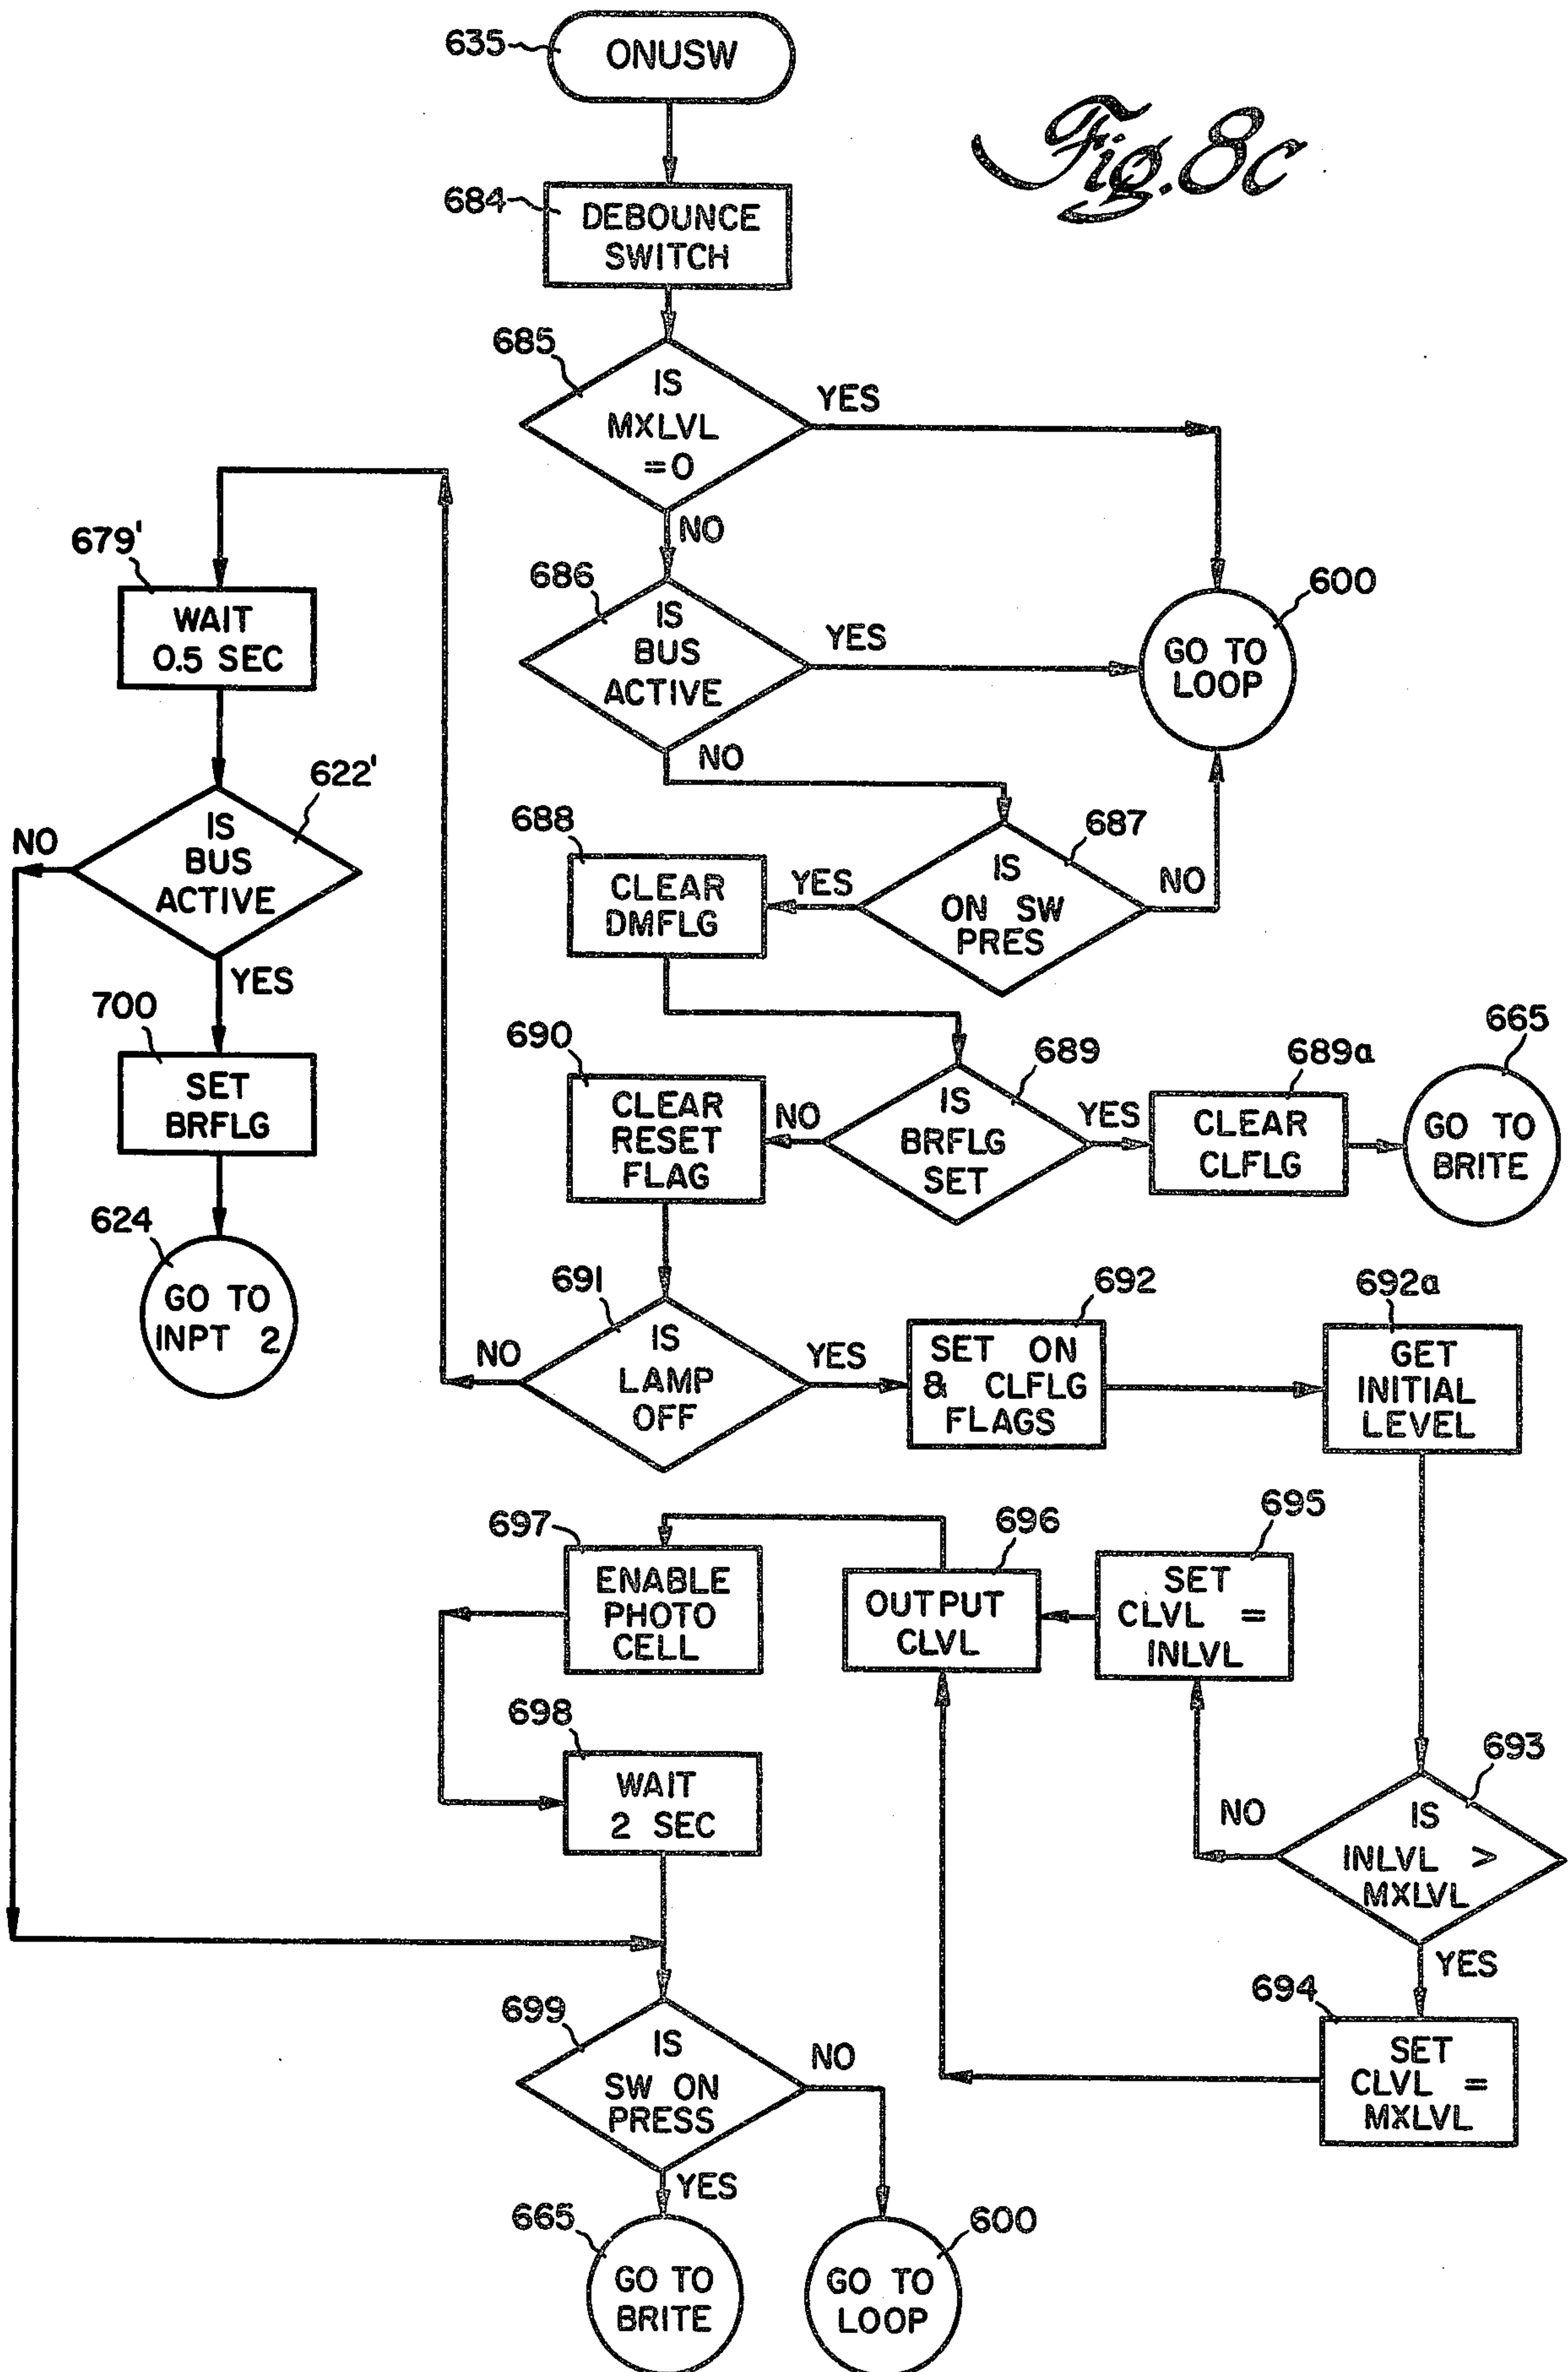 635
ONUSW
Fig. 8c
684
DEBOUNCE
SWITCH
685
IS
MXLVL
=0
YES
NO
679'
WAIT
0.5 SEC
686
IS
BUS
ACTIVE
YES
NO
600
GO TO
LOOP
622'
IS
BUS
ACTIVE
NO
YES
688
CLEAR
DMFLG
YES
687
IS
ON SW
PRES
NO
700
SET
BRFLG
690
CLEAR
RESET
FLAG
NO
689
IS
BRFLG
SET
YES
689a
CLEAR
CLFLG
665
GO TO
BRITE
624
GO TO
INPT 2
691
IS
LAMP
OFF
NO
YES
692
SET ON
& CLFLG
FLAGS
692a
GET
INITIAL
LEVEL
697
ENABLE
PHOTO
CELL
696
OUTPUT
CLVL
695
SET
CLVL =
INLVL
698
WAIT
2 SEC
693
IS
INLVL >
MXLVL
NO
YES
694
SET
CLVL =
MXLVL
699
IS
SW ON
PRESS
NO
YES
665
GO TO
BRITE
600
GO TO
LOOP